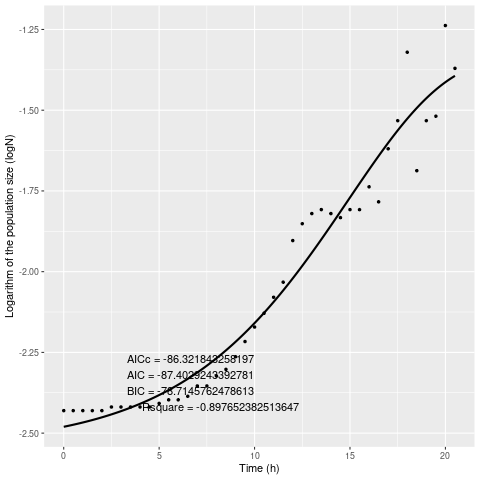 -1.25
-1.50
-1.75
-2.00
-2.25
-2.50
Logarithm of the population size (logN)
AICc = -86.321843258197
AIC = -87.4029243392781
BIC = -78.7145762478613
Rsquare = -0.897652382513647
0 5 10 15 20
Time (h)